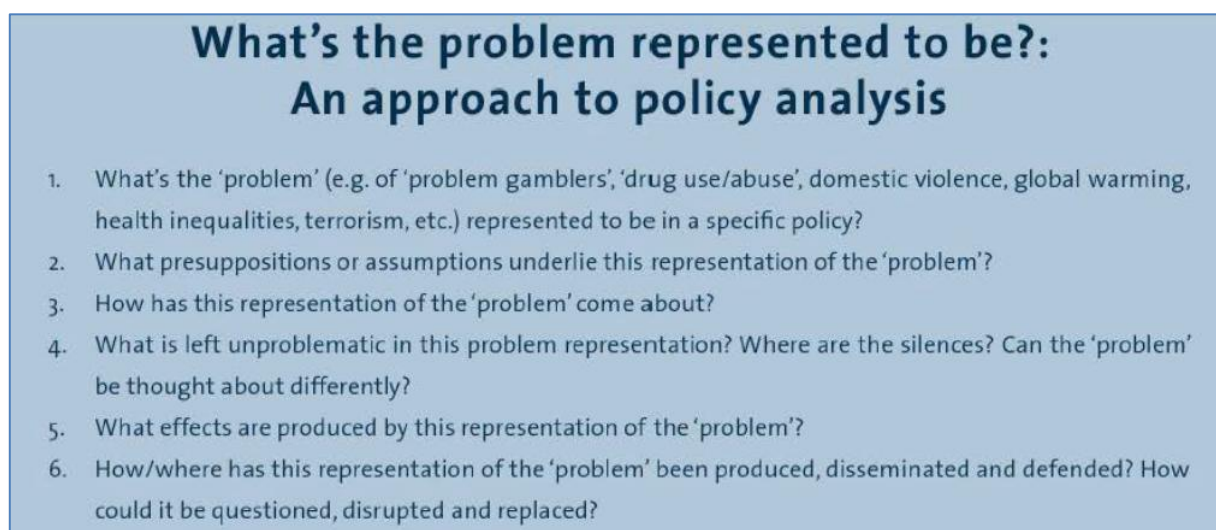 What's the problem represented to be?:
An approach to policy analysis
1. What's the 'problem' (e.g. of 'problem gamblers', 'drug use/abuse', domestic violence, global warming,
health inequalities, terrorism, etc.) represented to be in a specific policy?
2. What presuppositions or assumptions underlie this representation of the 'problem'?
3. How has this representation of the 'problem' come about?
4. What is left unproblematic in this problem representation? Where are the silences? Can the 'problem'
be thought about differently?
5. What effects are produced by this representation of the 'problem'?
6. How/where has this representation of the 'problem' been produced, disseminated and defended? How
could it be questioned, disrupted and replaced?